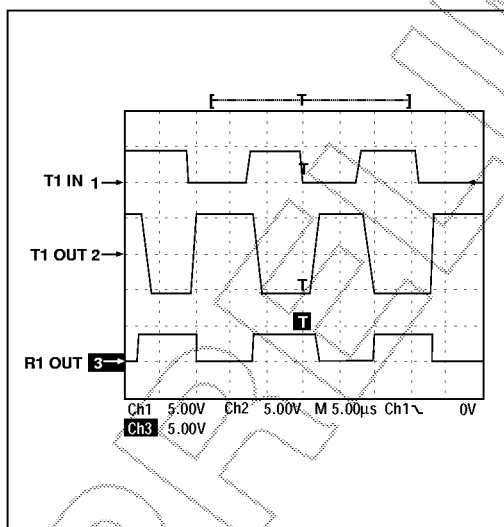 [ T ]
T1 IN 1
T
T1 OUT 2
T
T
R1 OUT 3
Ch1 5.00V Ch2 5.00V M 5.00µs Ch1 0V
Ch3 5.00V